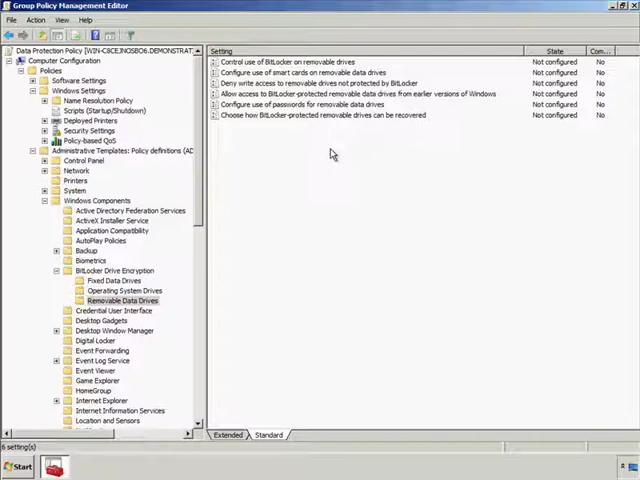 Group Policy Management Editor
File Action View Help
Data Protection Policy [WIN-C8CEJNOSBO6.DEMONSTRAT
Computer Configuration
Policies
Software Settings
Windows Settings
Name Resolution Policy
Scripts (Startup/Shutdown)
Deployed Printers
Security Settings
Policy-based QoS
Administrative Templates: Policy definitions (AD
Control Panel
Network
Printers
System
Windows Components
Active Directory Federation Services
ActiveX Installer Service
Application Compatibility
AutoPlay Policies
Backup
Biometrics
BitLocker Drive Encryption
Fixed Data Drives
Operating System Drives
Removable Data Drives
Credential User Interface
Desktop Gadgets
Desktop Window Manager
Digital Locker
Event Forwarding
Event Log Service
Event Viewer
Game Explorer
HomeGroup
Internet Explorer
Internet Information Services
Location and Sensors
Setting State Com...
Control use of BitLocker on removable drives Not configured No
Configure use of smart cards on removable data drives Not configured No
Deny write access to removable drives not protected by BitLocker Not configured No
Allow access to BitLocker-protected removable data drives from earlier versions of Windows Not configured No
Configure use of passwords for removable data drives Not configured No
Choose how BitLocker-protected removable drives can be recovered Not configured No
Extended Standard
6 setting(s)
Start